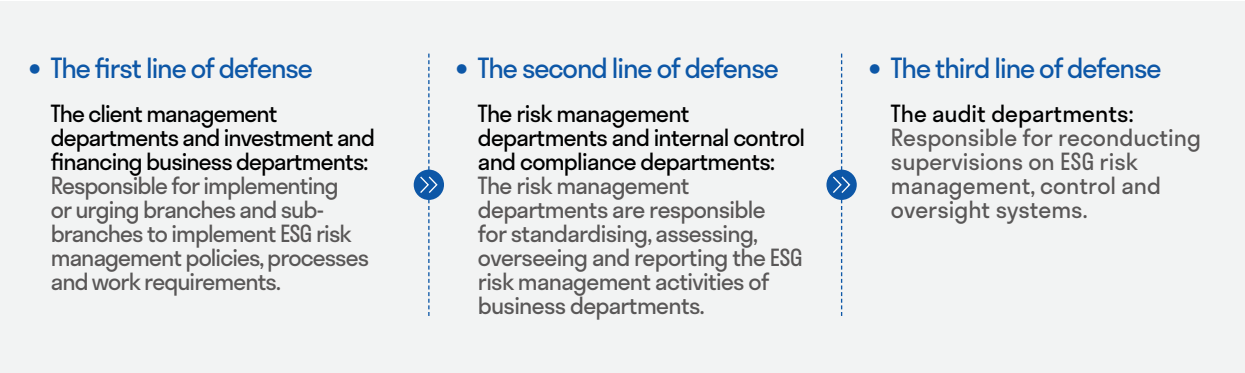 • The first line of defense
The client management
departments and investment and
financing business departments:
Responsible for implementing
or urging branches and sub-
branches to implement ESG risk
management policies, processes
and work requirements.
• The second line of defense
The risk management
departments and internal control
and compliance departments:
The risk management
departments are responsible
for standardising, assessing,
overseeing and reporting the ESG
risk management activities of
business departments.
• The third line of defense
The audit departments:
Responsible for reconducting
supervisions on ESG risk
management, control and
oversight systems.